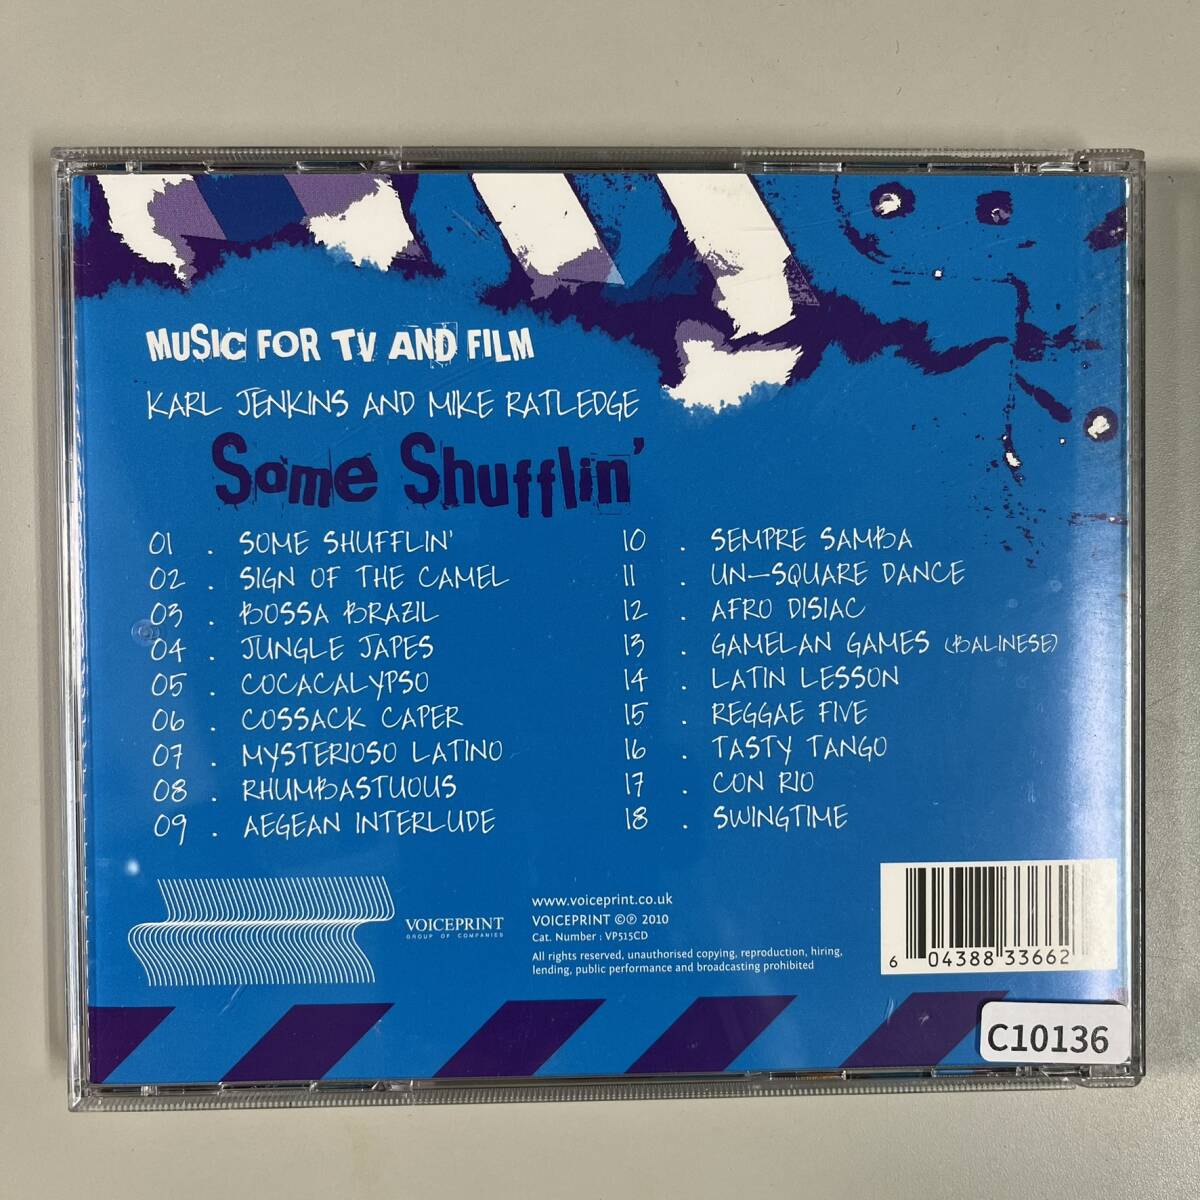 MUSIC FOR TV AND FILM
KARL JENKINS AND MIKE RATLEDGE
Some Shufflin'
01 . SOME SHUFFLIN'
02 . SIGN OF THE CAMEL
03 . BOSSA BRAZIL
04 . JUNGLE JAPES
05 . COCACALYPSO
06 . COSSACK CAPER
07 . MYSTERIOSO LATINO
08 . RHUMBASTUOUS
09 . AEGEAN INTERLUDE
10 . SEMPRE SAMBA
11 . UN-SQUARE DANCE
12 . AFRO DISIAC
13 . GAMELAN GAMES (BALINESE)
14 . LATIN LESSON
15 . REGGAE FIVE
16 . TASTY TANGO
17 . CON RIO
18 . SWINGTIME
VOICEPRINT
GROUP OF COMPANIES
www.voiceprint.co.uk
VOICEPRINT ©℗ 2010
Cat. Number : VP515CD
All rights reserved, unauthorised copying, reproduction, hiring,
lending, public performance and broadcasting prohibited
6 04388 33662
C10136